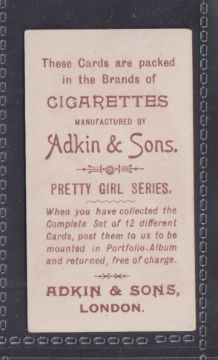 These Cards are packed
in the Brands of
CIGARETTES
MANUFACTURED BY
Adkin & Sons.
PRETTY GIRL SERIES.
When you have collected the
Complete Set of 12 different
Cards, post them to us to be
mounted in Portfolio-Album
and returned, free of charge.
ADKIN & SONS,
LONDON.